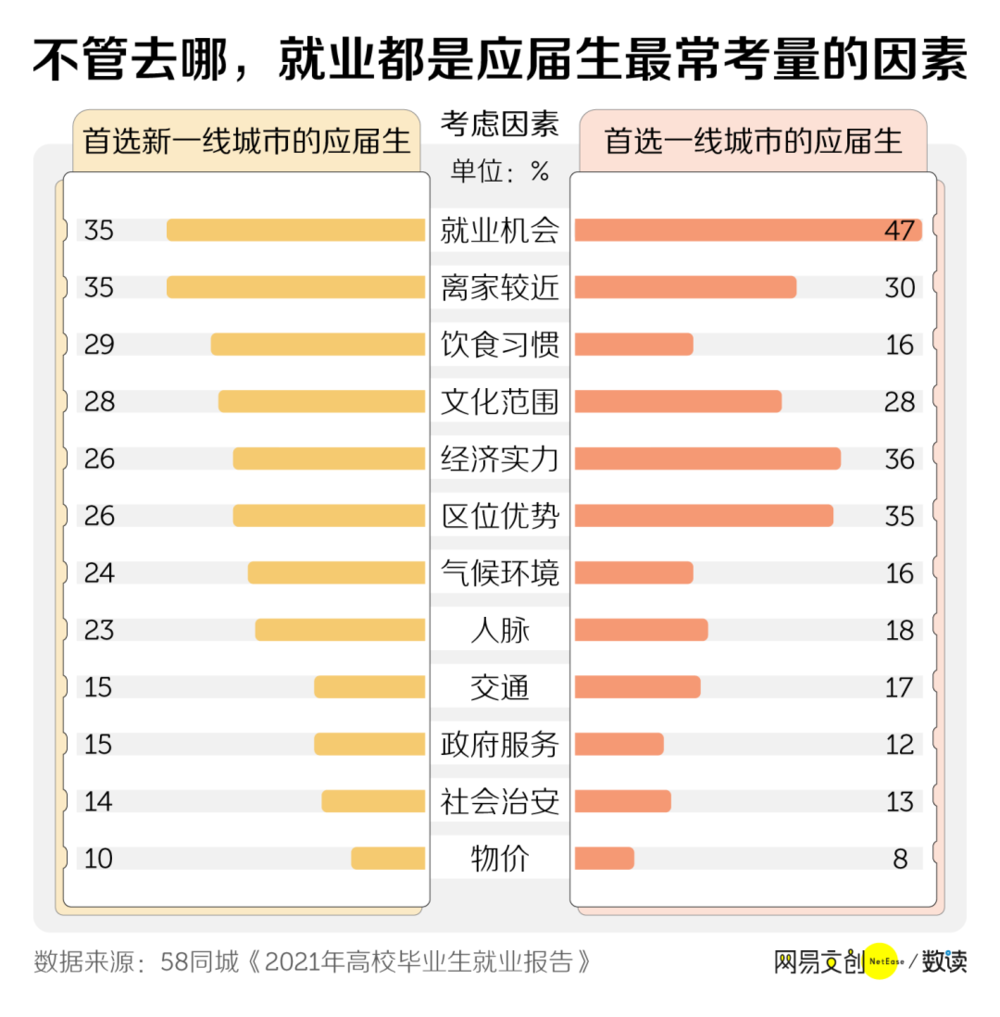 不管去哪，就业都是应届生最常考量的因素
首选新一线城市的应届生 考虑因素 首选一线城市的应届生
单位：%
35 就业机会 47
35 离家较近 30
29 饮食习惯 16
28 文化范围 28
26 经济实力 36
26 区位优势 35
24 气候环境 16
23 人脉 18
15 交通 17
15 政府服务 12
14 社会治安 13
10 物价 8
数据来源：58同城《2021年高校毕业生就业报告》 网易文创 NetEase / 数读